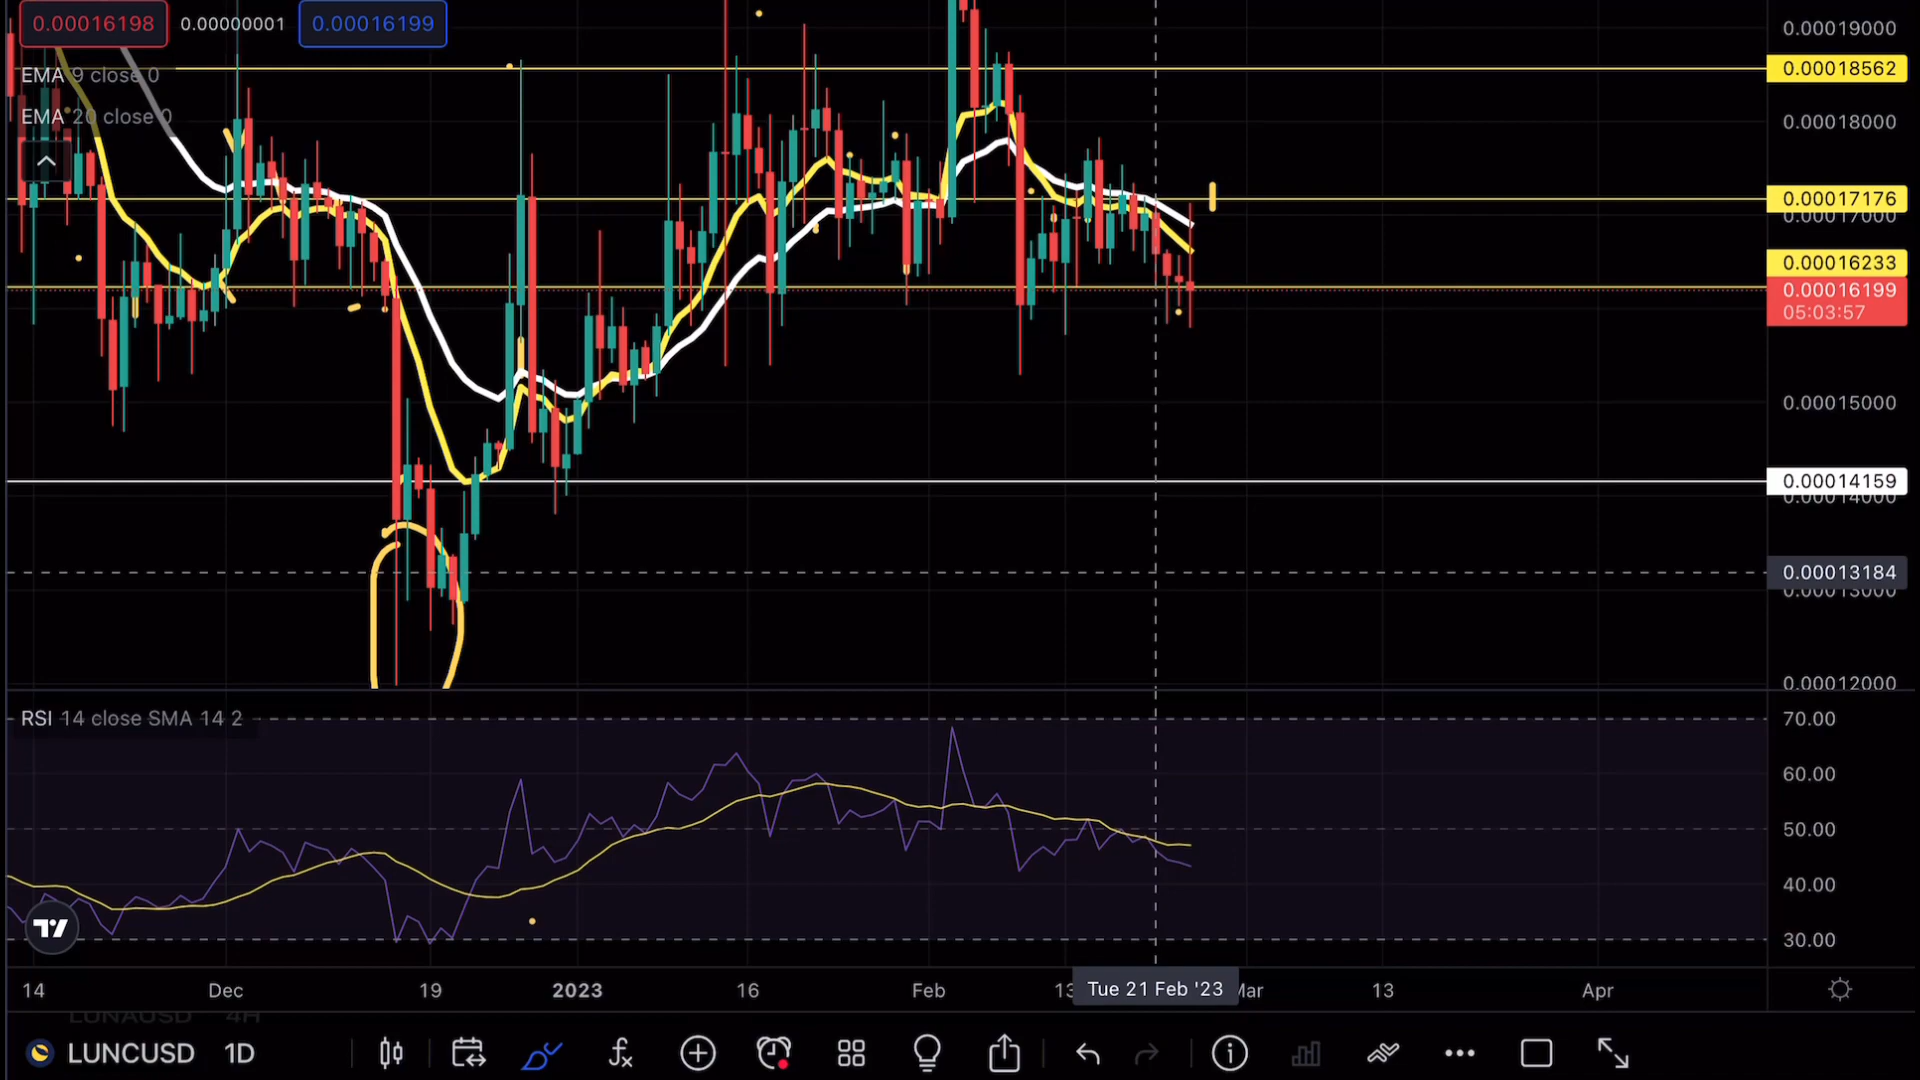 0.00016198 0.00000001 0.00016199
EMA 9 close 0
EMA 20 close 0
0.00019000
0.00018562
0.00018000
0.00017176
0.00017000
0.00016233
0.00016199
05:03:57
0.00015000
0.00014159
0.00014000
0.00013184
0.00013000
0.00012000
RSI 14 close SMA 14 2
70.00
60.00
50.00
40.00
30.00
14 Dec 19 2023 16 Feb 13 Tue 21 Feb '23 Mar 13 Apr
LUNAUSD 4H
LUNCUSD 1D